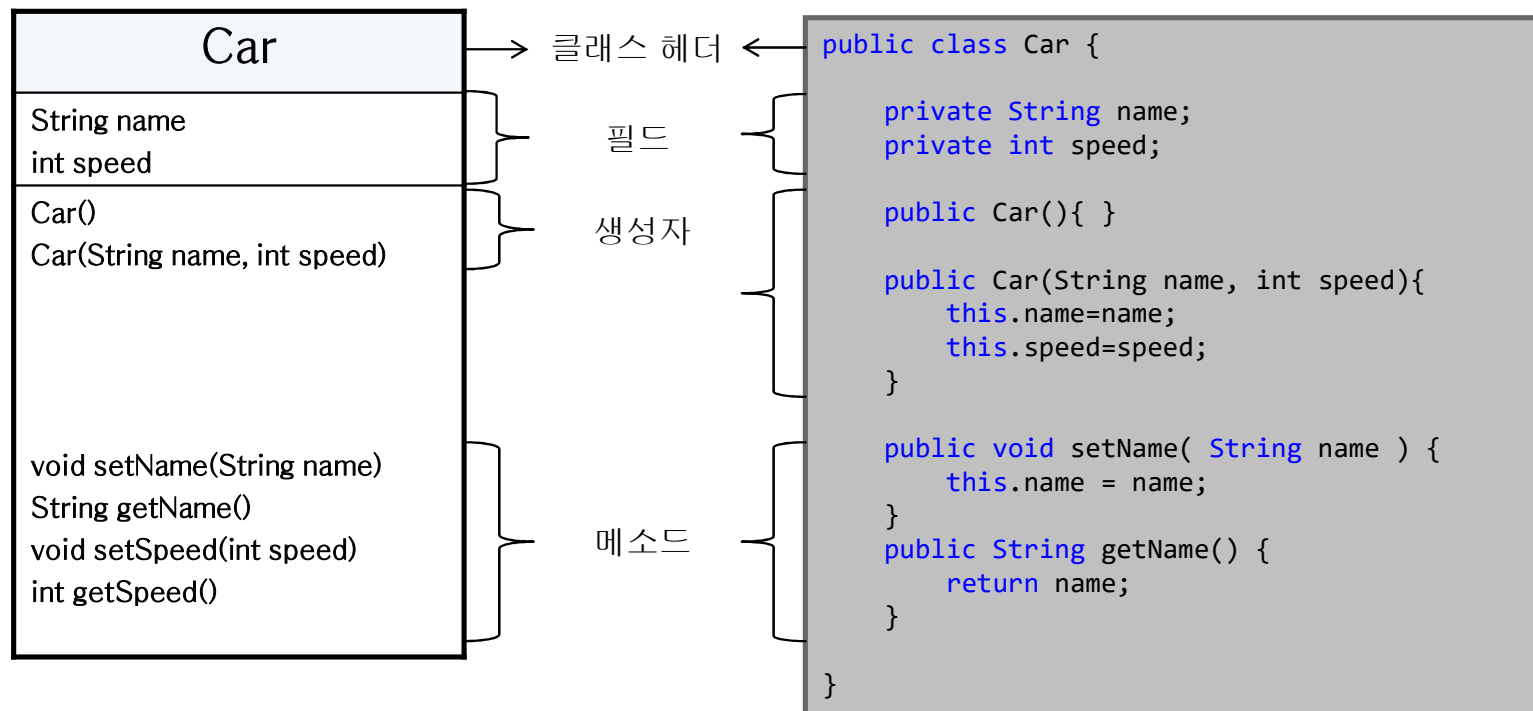 Car
String name
int speed
Car()
Car(String name, int speed)
void setName(String name)
String getName()
void setSpeed(int speed)
int getSpeed()
클래스 헤더
필드
생성자
메소드
public class Car {
private String name;
private int speed;
public Car(){ }
public Car(String name, int speed){
this.name=name;
this.speed=speed;
}
public void setName( String name ) {
this.name = name;
}
public String getName() {
return name;
}
}